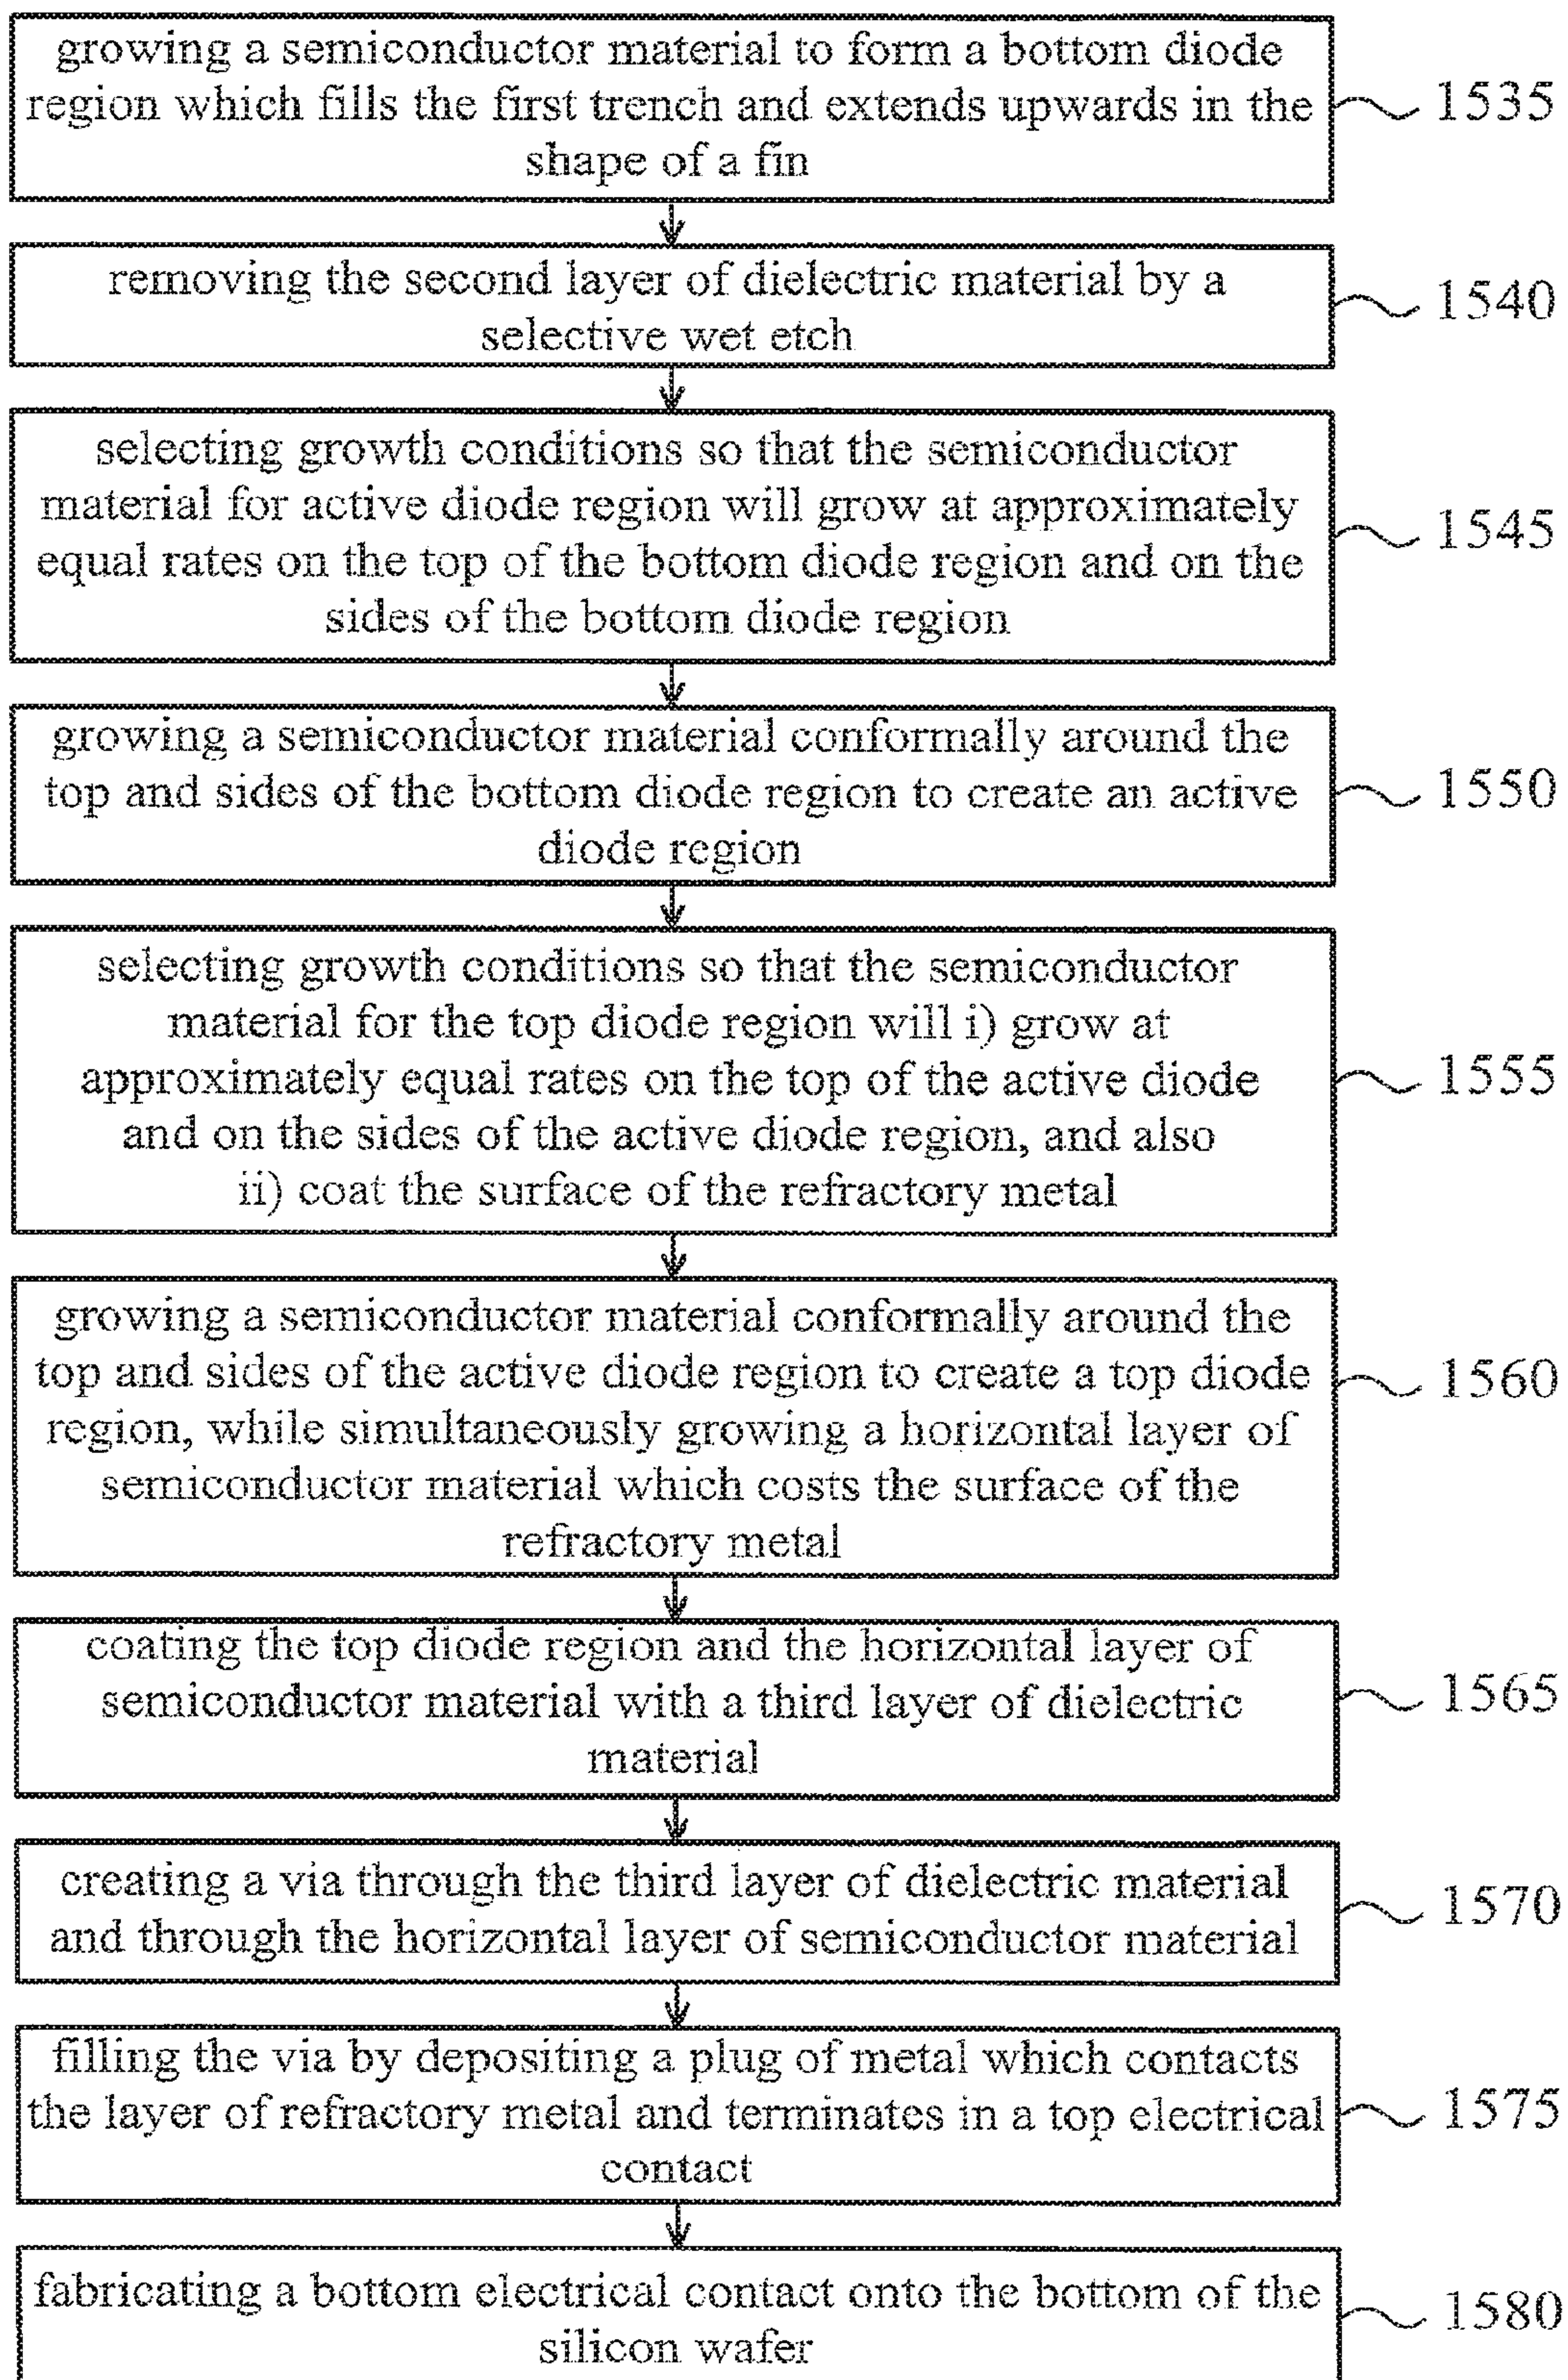 growing a semiconductor material to form a bottom diode
region which fills the first trench and extends upwards in the
shape of a fin
1535
removing the second layer of dielectric material by a
selective wet etch
1540
selecting growth conditions so that the semiconductor
material for active diode region will grow at approximately
equal rates on the top of the bottom diode region and on the
sides of the bottom diode region
1545
growing a semiconductor material conformally around the
top and sides of the bottom diode region to create an active
diode region
1550
selecting growth conditions so that the semiconductor
material for the top diode region will i) grow at
approximately equal rates on the top of the active diode
and on the sides of the active diode region, and also
ii) coat the surface of the refractory metal
1555
growing a semiconductor material conformally around the
top and sides of the active diode region to create a top diode
region, while simultaneously growing a horizontal layer of
semiconductor material which costs the surface of the
refractory metal
1560
coating the top diode region and the horizontal layer of
semiconductor material with a third layer of dielectric
material
1565
creating a via through the third layer of dielectric material
and through the horizontal layer of semiconductor material
1570
filling the via by depositing a plug of metal which contacts
the layer of refractory metal and terminates in a top electrical
contact
1575
fabricating a bottom electrical contact onto the bottom of the
silicon wafer
1580